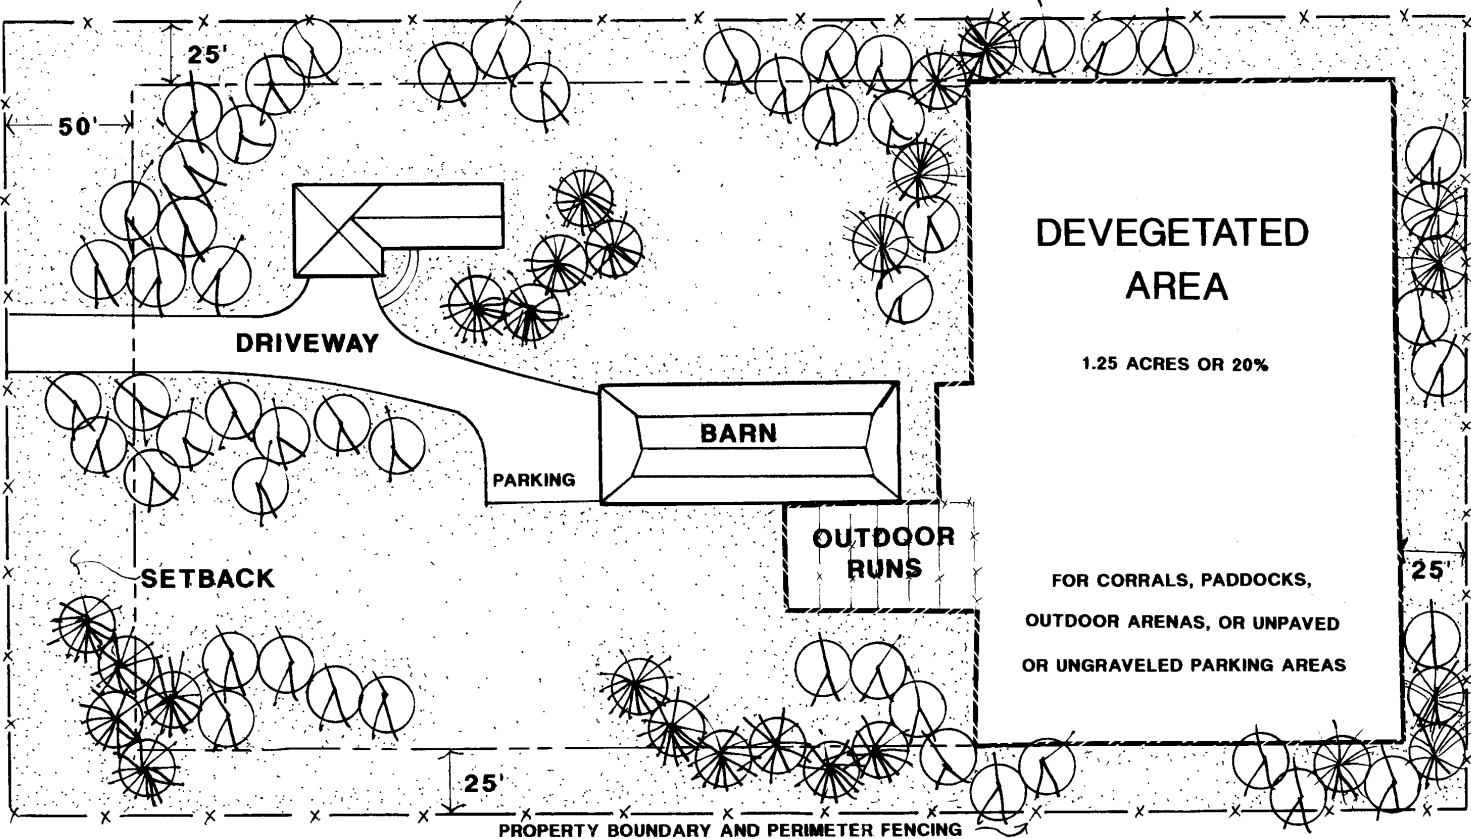 25'
50'
DEVEGETATED
AREA
DRIVEWAY
1.25 ACRES OR 20%
BARN
PARKING
OUTDOOR
RUNS
SETBACK
25'
FOR CORRALS, PADDOCKS,
OUTDOOR ARENAS, OR UNPAVED
OR UNGRAVELED PARKING AREAS
25'
PROPERTY BOUNDARY AND PERIMETER FENCING